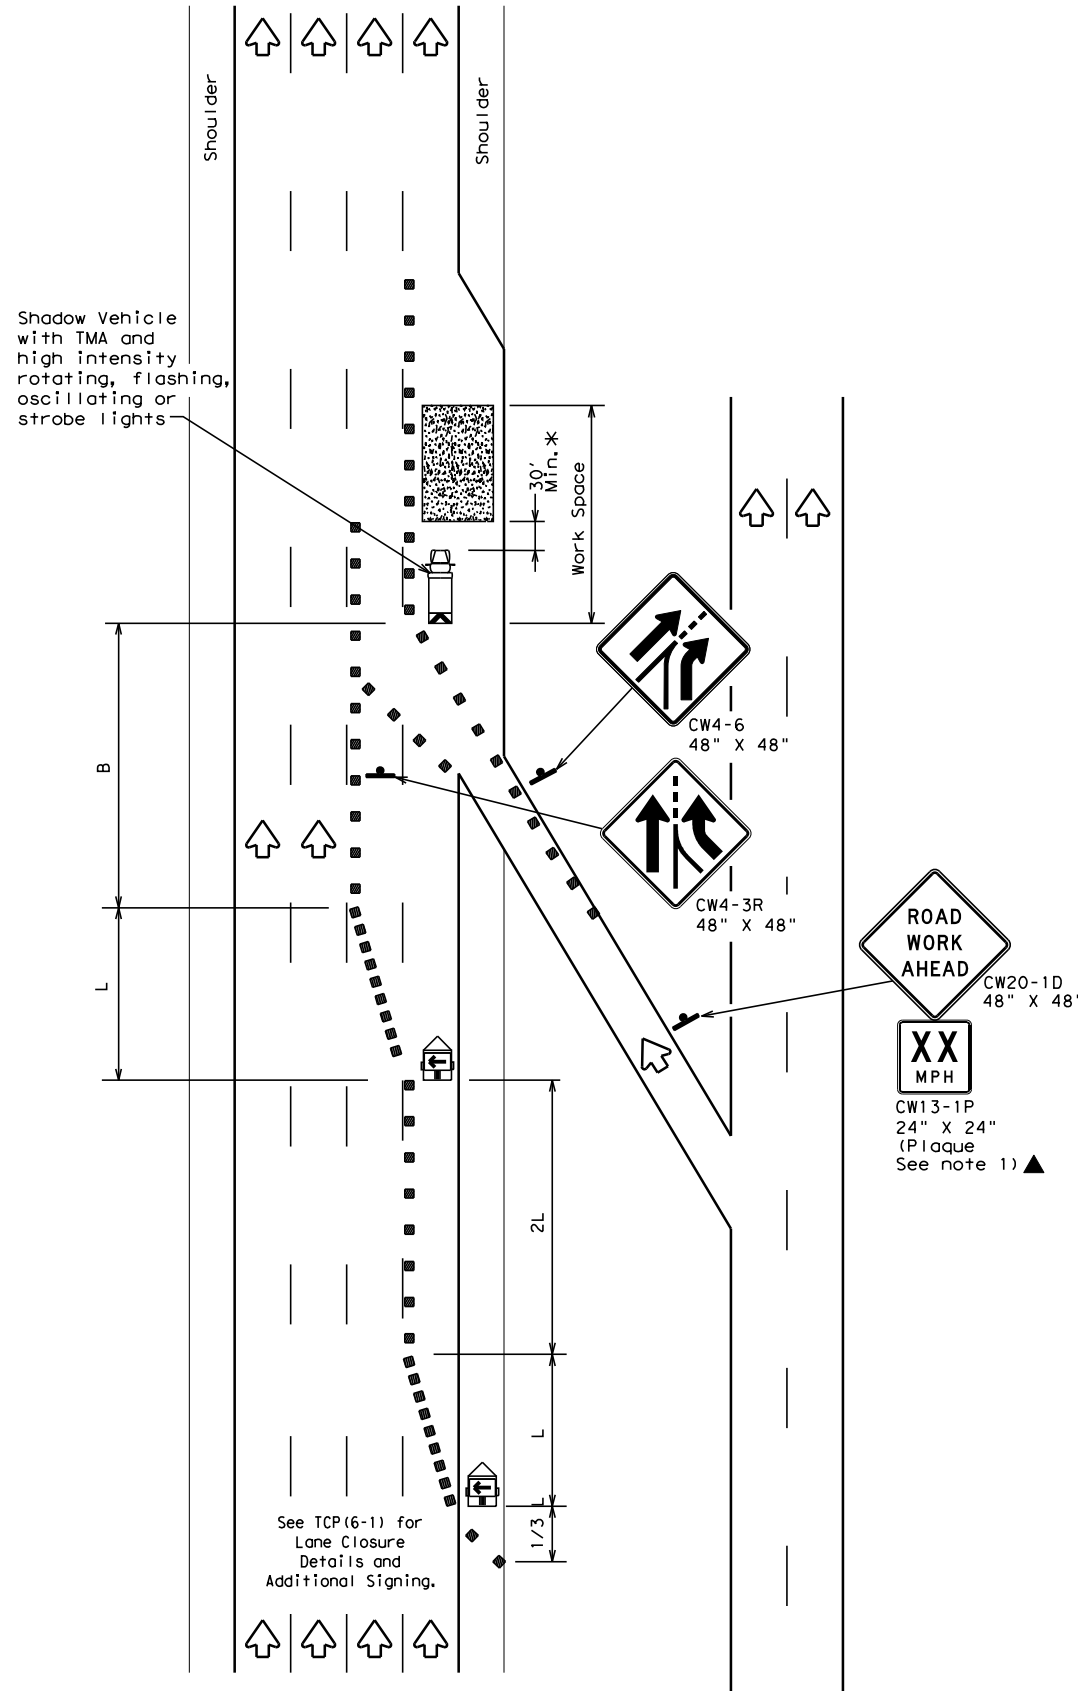 Shoulder
Shoulder
Shadow Vehicle
with TMA and
high intensity
rotating, flashing,
oscillating or
strobe lights
30'
Min.*
Work Space
CW4-6
48" X 48"
B
CW4-3R
48" X 48"
ROAD
WORK
AHEAD
CW20-1D
48" X 48"
L
XX
MPH
CW13-1P
24" X 24"
(Plaque
See note 1)▲
2L
L
1/3 L
See TCP(6-1) for
Lane Closure
Details and
Additional Signing.